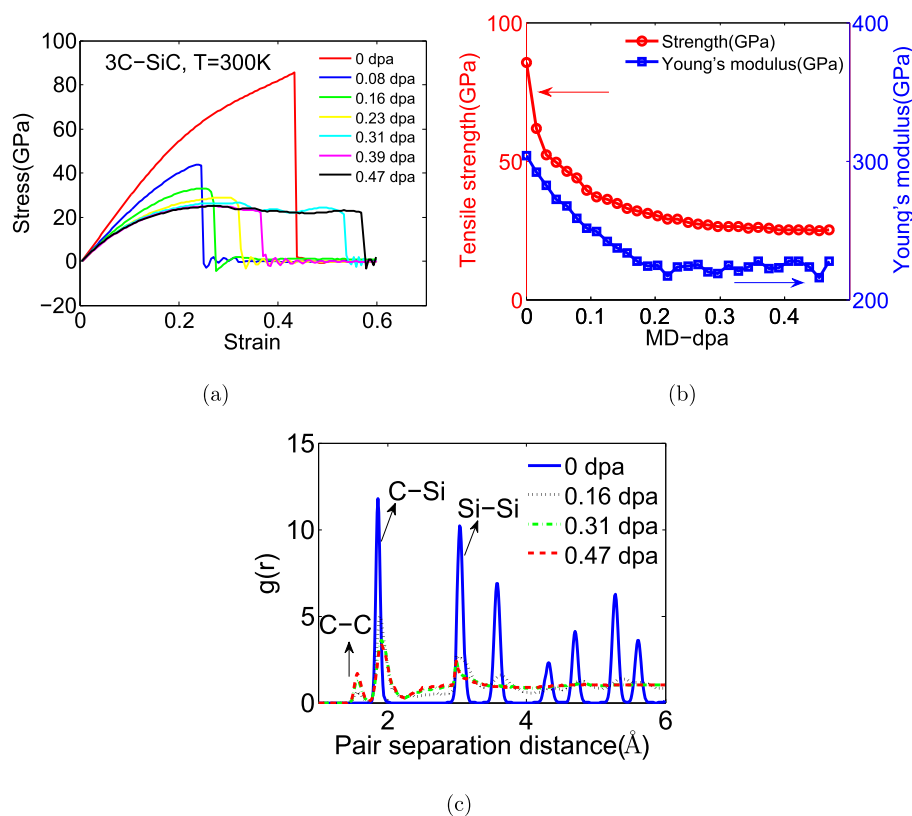 100
80
60
40
20
0
−20
0
0.2
0.4
0.6
Stress(GPa)
Strain
3C−SiC, T=300K
0 dpa
0.08 dpa
0.16 dpa
0.23 dpa
0.31 dpa
0.39 dpa
0.47 dpa
(a)
100
50
0
Tensile strength(GPa)
400
300
200
Young's modulus(GPa)
Strength(GPa)
Young's modulus(GPa)
0
0.1
0.2
0.3
0.4
MD−dpa
(b)
15
10
5
0
g(r)
C−Si
Si−Si
C−C
0 dpa
0.16 dpa
0.31 dpa
0.47 dpa
2
4
6
Pair separation distance(Å)
(c)